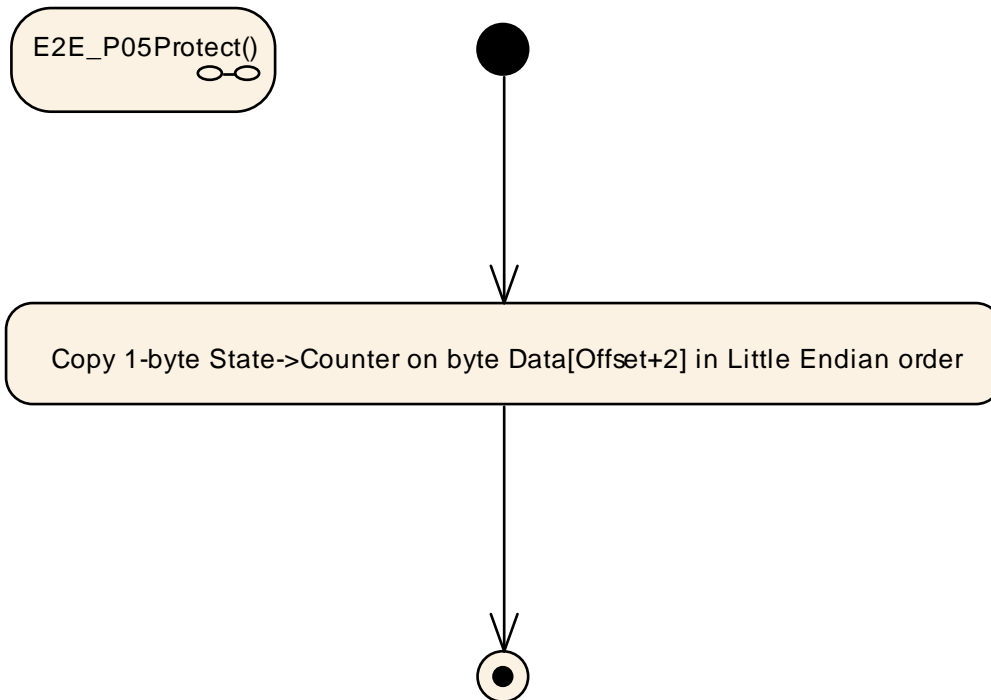 E2E_P05Protect()
Copy 1-byte State->Counter on byte Data[Offset+2] in Little Endian order